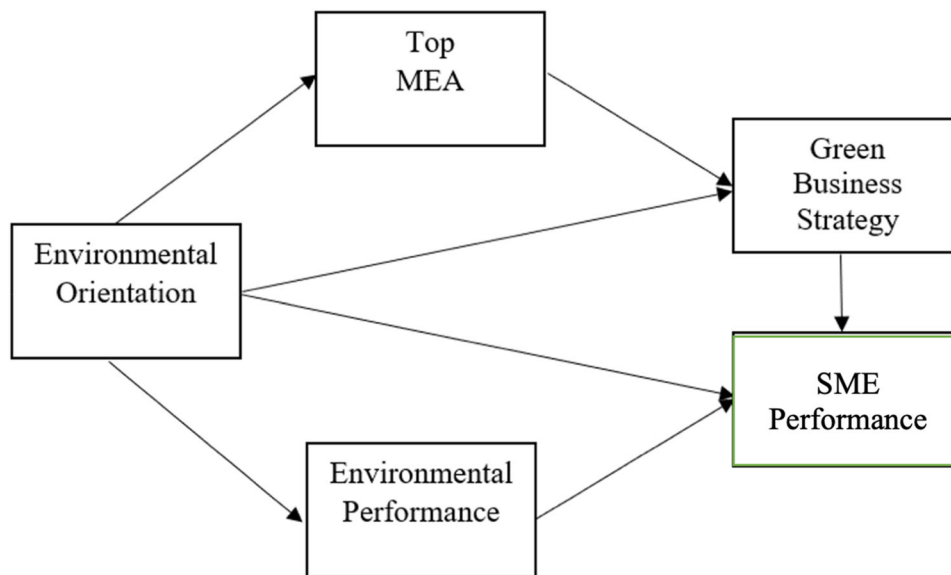 Top
MEA
Green
Business
Strategy
Environmental
Orientation
SME
Performance
Environmental
Performance